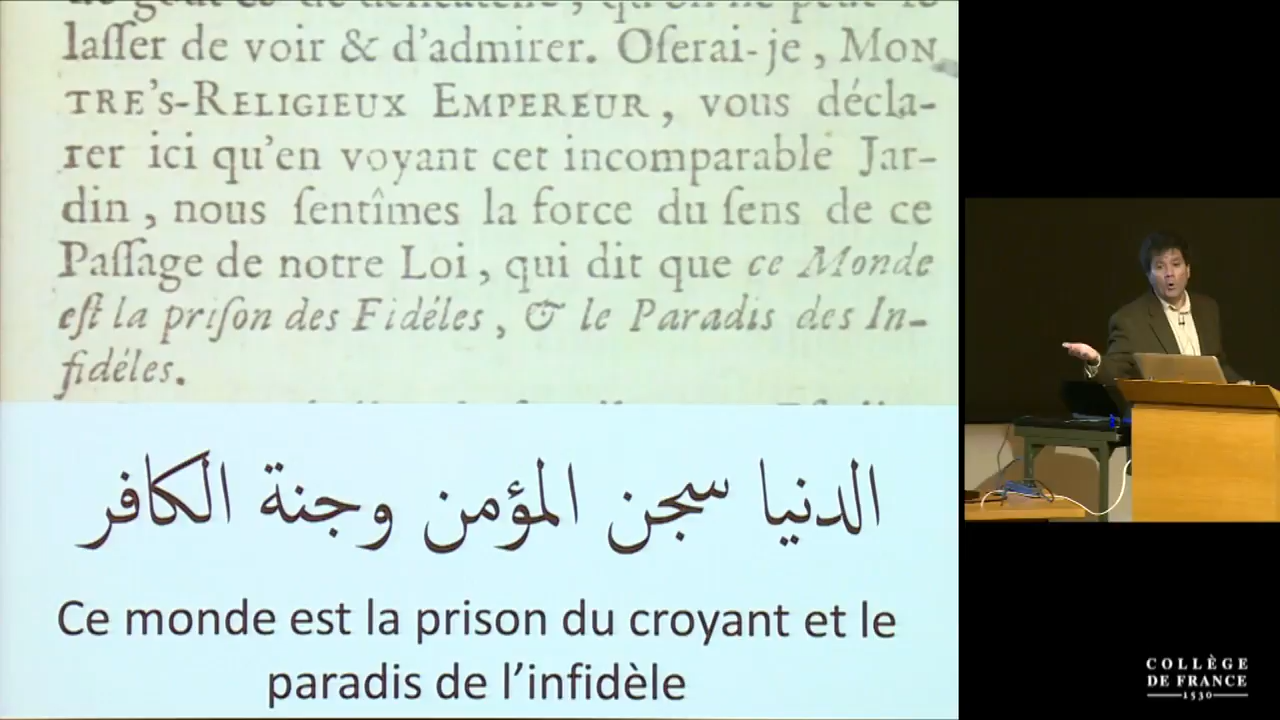 lasser de voir & d'admirer. Oserai-je, MON
TRE'S-RELIGIEUX EMPEREUR, vous décla-
rer ici qu'en voyant cet incomparable Jar-
din, nous sentîmes la force du sens de ce
Passage de notre Loi, qui dit que ce Monde
est la prison des Fidéles, & le Paradis des In-
fidéles.
الدنيا سجن المؤمن وجنة الكافر
Ce monde est la prison du croyant et le
paradis de l'infidèle
COLLÈGE
DE FRANCE
1530